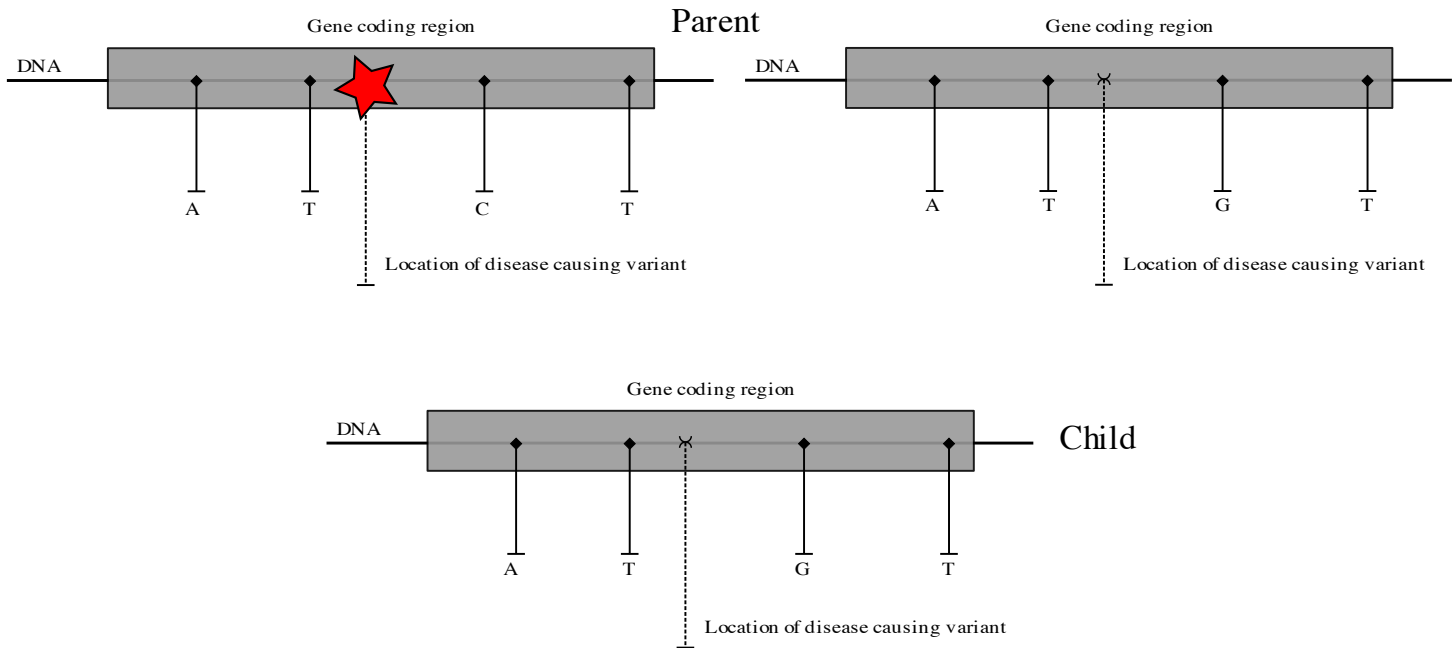 Parent
Gene coding region
DNA
A T C T
Location of disease causing variant
Gene coding region
DNA
A T G T
Location of disease causing variant
Gene coding region
DNA
Child
A T G T
Location of disease causing variant